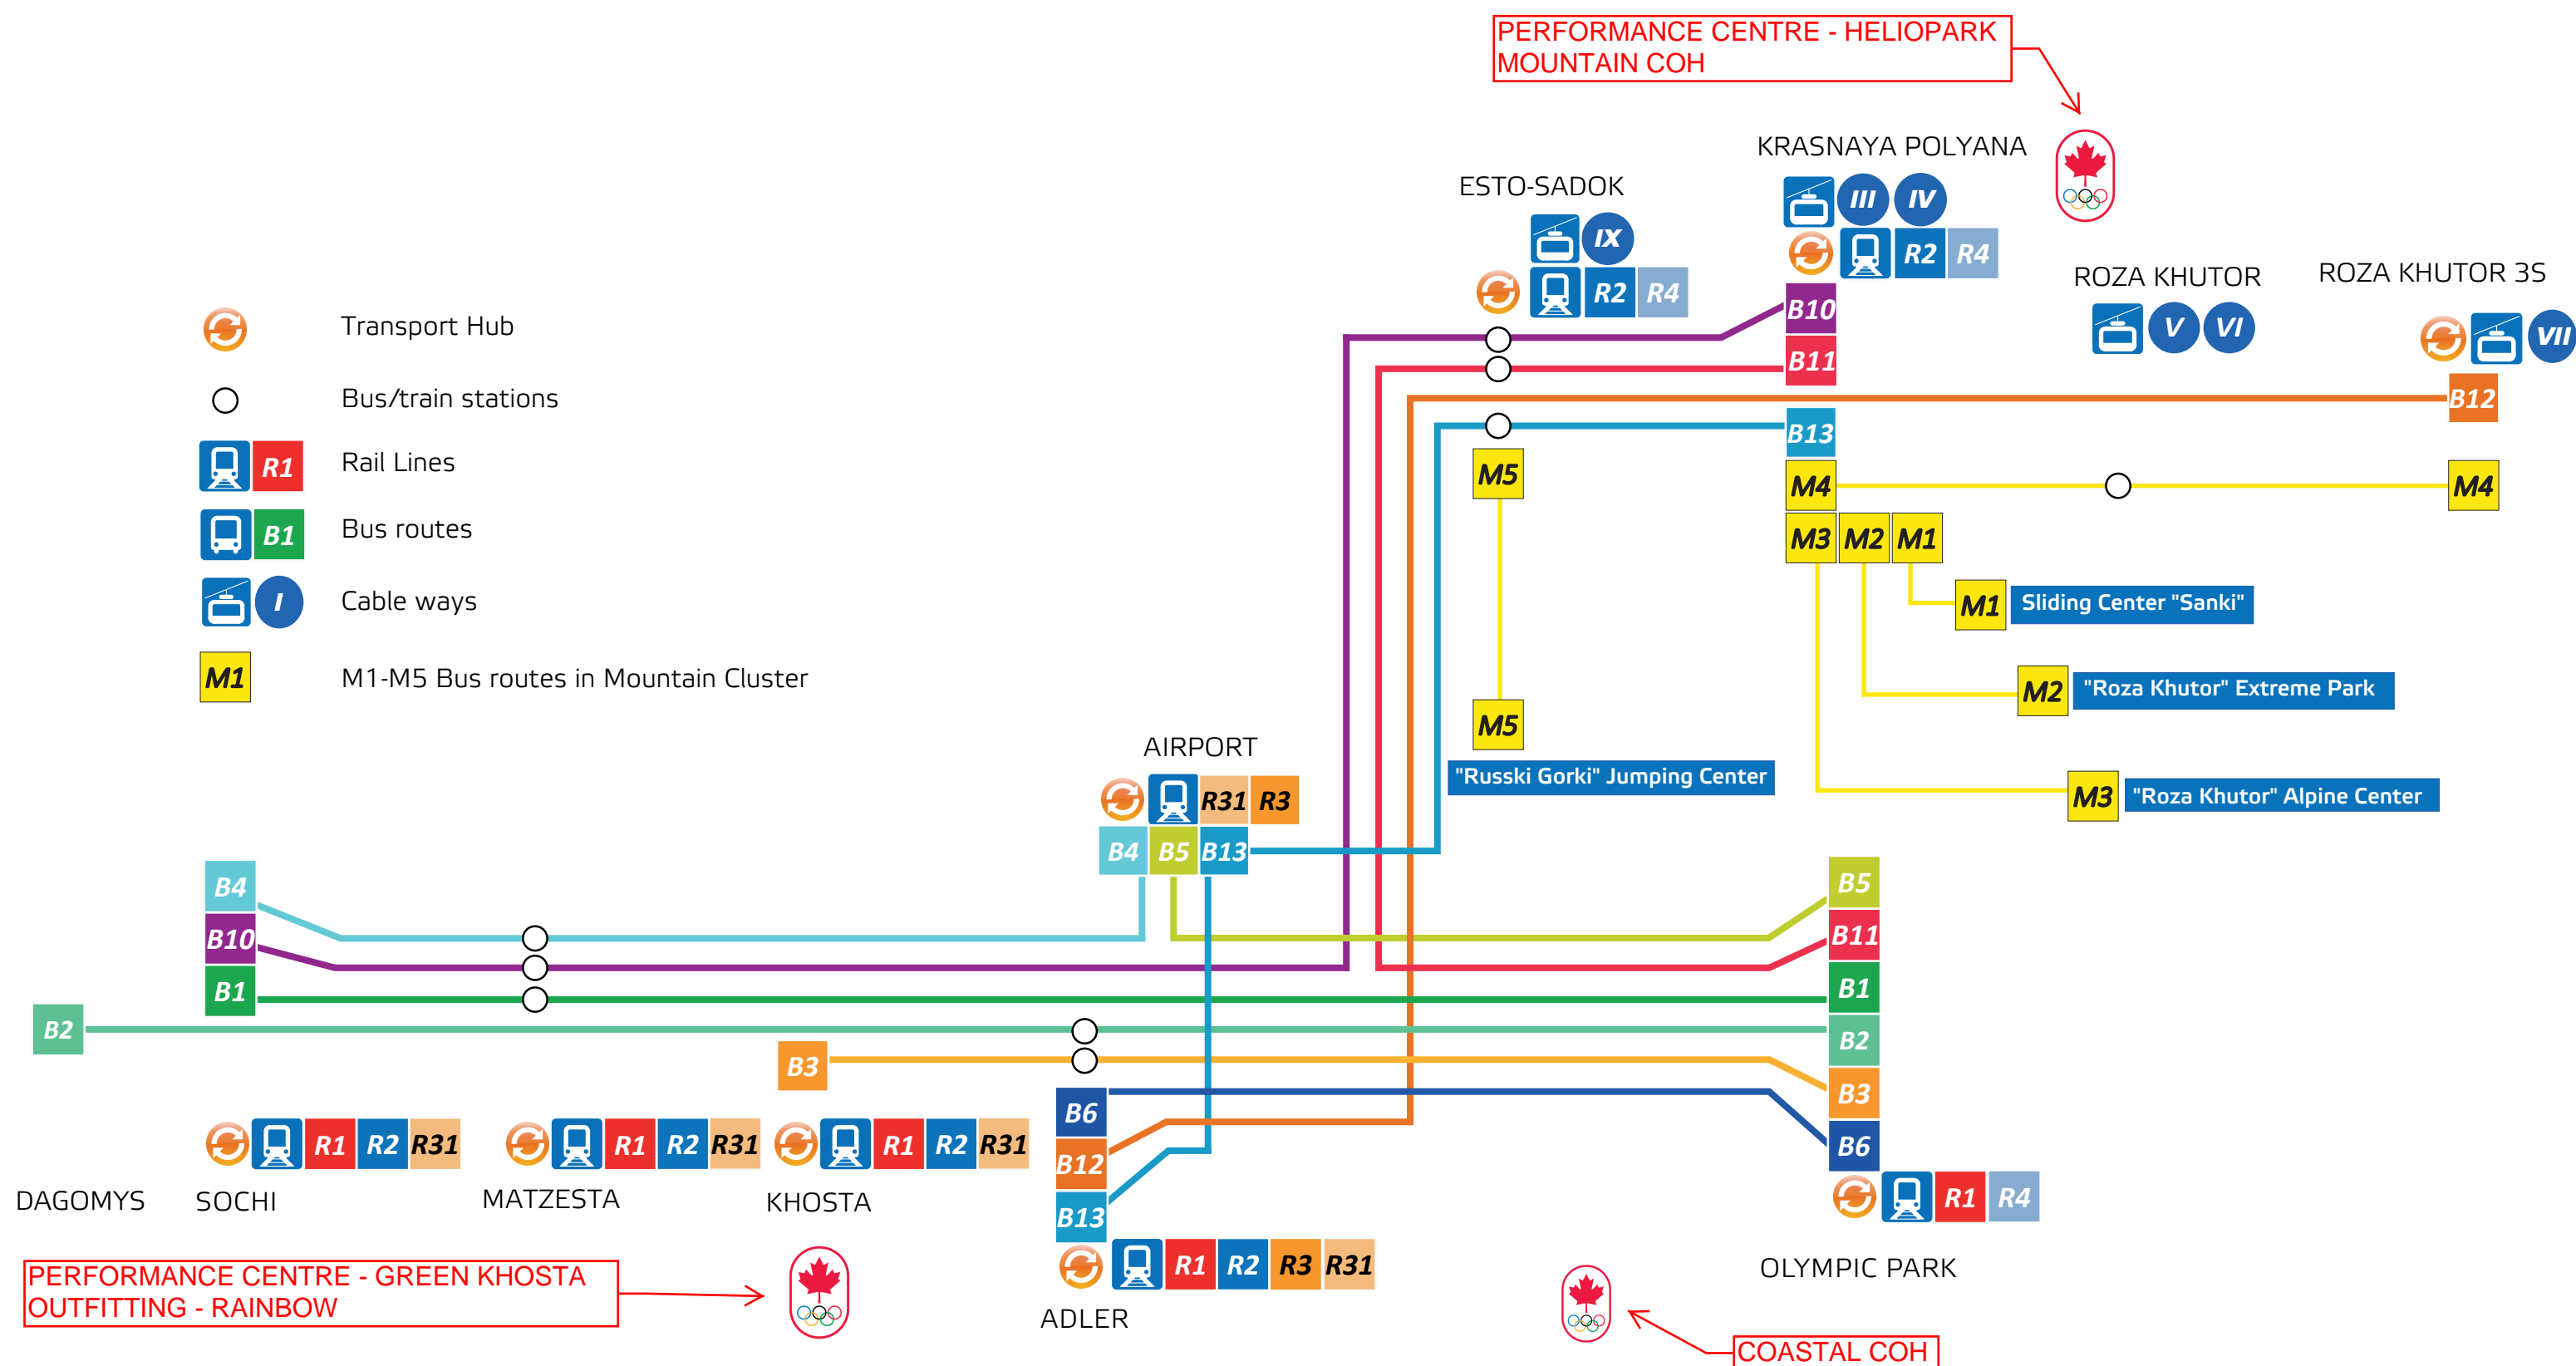 PERFORMANCE CENTRE - HELIOPARK
MOUNTAIN COH
KRASNAYA POLYANA
III IV
R2 R4
B10
B11
ESTO-SADOK
IX
R2 R4
ROZA KHUTOR
V VI
ROZA KHUTOR 3S
VII
B12
B13
M4
M4
M3 M2 M1
M1 Sliding Center "Sanki"
M2 "Roza Khutor" Extreme Park
M3 "Roza Khutor" Alpine Center
M5
M5
"Russki Gorki" Jumping Center
Transport Hub
Bus/train stations
R1 Rail Lines
B1 Bus routes
I Cable ways
M1 M1-M5 Bus routes in Mountain Cluster
AIRPORT
R31 R3
B4 B5 B13
B4
B10
B1
B2
B3
B6
B12
B13
B5
B11
B1
B2
B3
B6
R1 R4
OLYMPIC PARK
R1 R2 R31
R1 R2 R31
R1 R2 R31
DAGOMYS
SOCHI
MATZESTA
KHOSTA
R1 R2 R3 R31
ADLER
PERFORMANCE CENTRE - GREEN KHOSTA
OUTFITTING - RAINBOW
COASTAL COH